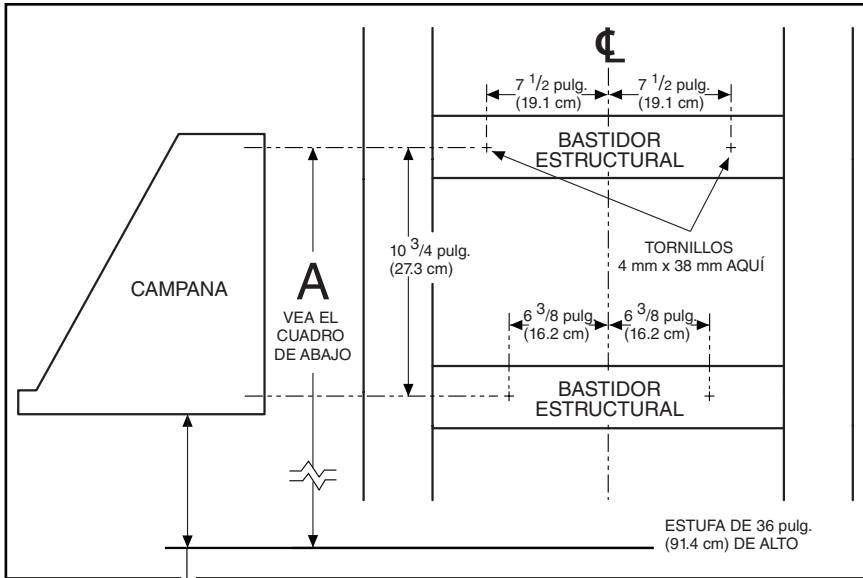 ℄
7 1/2 pulg.
(19.1 cm)
7 1/2 pulg.
(19.1 cm)
BASTIDOR
ESTRUCTURAL
TORNILLOS
4 mm x 38 mm AQUÍ
10 3/4 pulg.
(27.3 cm)
CAMPANA
A
VEA EL
CUADRO
DE ABAJO
6 3/8 pulg.
(16.2 cm)
6 3/8 pulg.
(16.2 cm)
BASTIDOR
ESTRUCTURAL
ESTUFA DE 36 pulg.
(91.4 cm) DE ALTO